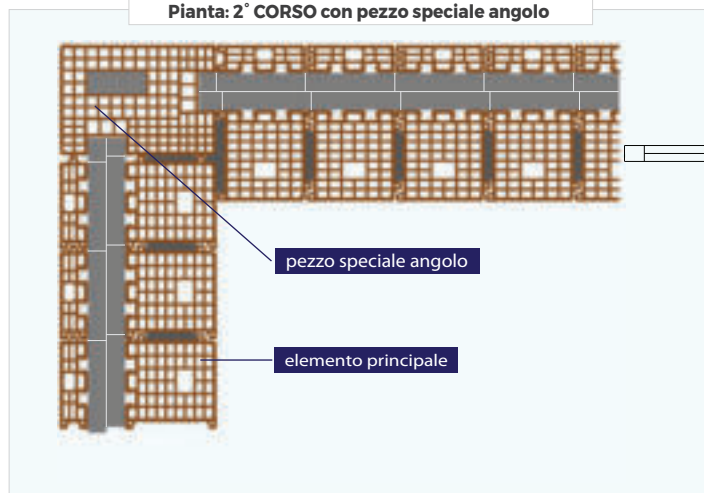 Pianta: 2° CORSO con pezzo speciale angolo
pezzo speciale angolo
elemento principale